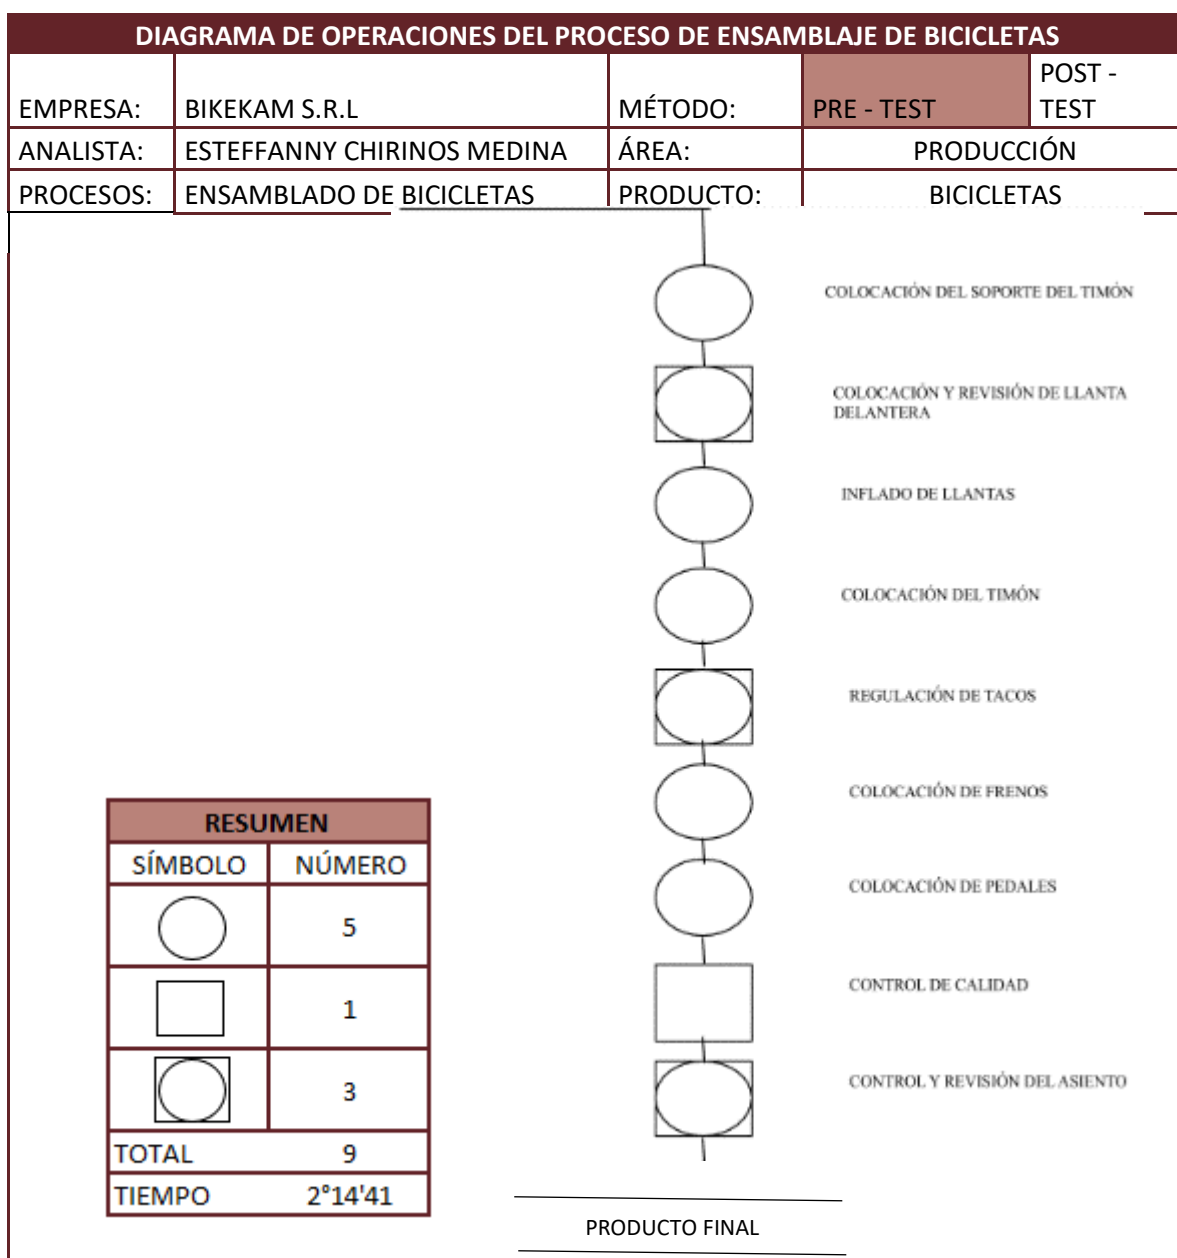 DIAGRAMA DE OPERACIONES DEL PROCESO DE ENSAMBLAJE DE BICICLETAS
EMPRESA: BIKEKAM S.R.L MÉTODO: PRE - TEST POST - TEST
ANALISTA: ESTEFFANNY CHIRINOS MEDINA ÁREA: PRODUCCIÓN
PROCESOS: ENSAMBLADO DE BICICLETAS PRODUCTO: BICICLETAS
COLOCACIÓN DEL SOPORTE DEL TIMÓN
COLOCACIÓN Y REVISIÓN DE LLANTA
DELANTERA
INFLADO DE LLANTAS
COLOCACIÓN DEL TIMÓN
REGULACIÓN DE TACOS
COLOCACIÓN DE FRENOS
COLOCACIÓN DE PEDALES
CONTROL DE CALIDAD
CONTROL Y REVISIÓN DEL ASIENTO
RESUMEN
SÍMBOLO NÚMERO
5
1
3
TOTAL 9
TIEMPO 2°14'41
PRODUCTO FINAL